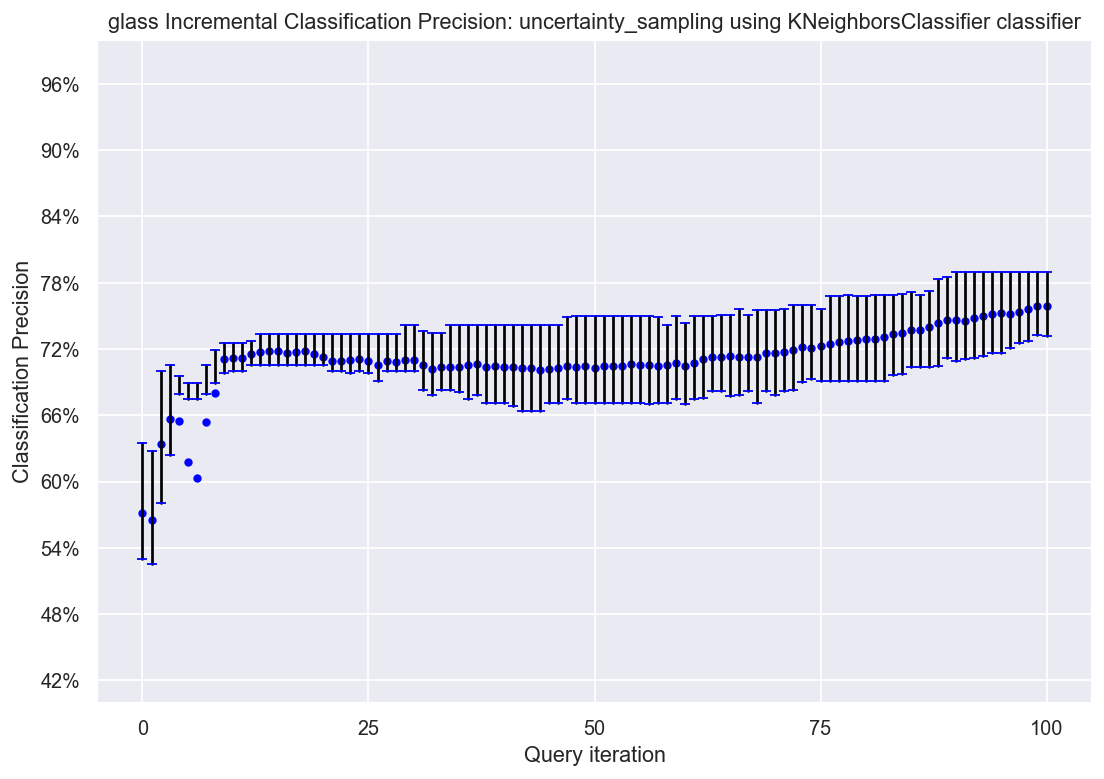 glass Incremental Classification Precision: uncertainty_sampling using KNeighborsClassifier classifier
96%
90%
84%
78%
72%
66%
60%
54%
48%
42%
Classification Precision
0 25 50 75 100
Query iteration